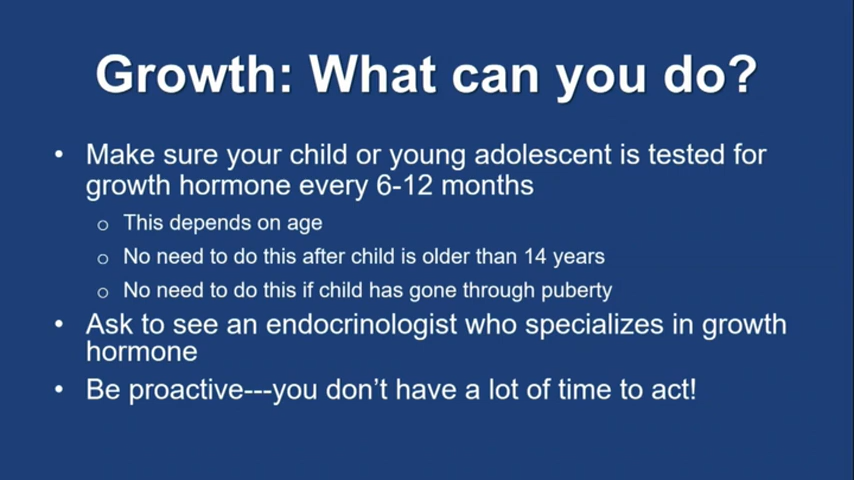 Growth: What can you do?
• Make sure your child or young adolescent is tested for
growth hormone every 6-12 months
o This depends on age
o No need to do this after child is older than 14 years
o No need to do this if child has gone through puberty
• Ask to see an endocrinologist who specializes in growth
hormone
• Be proactive---you don’t have a lot of time to act!